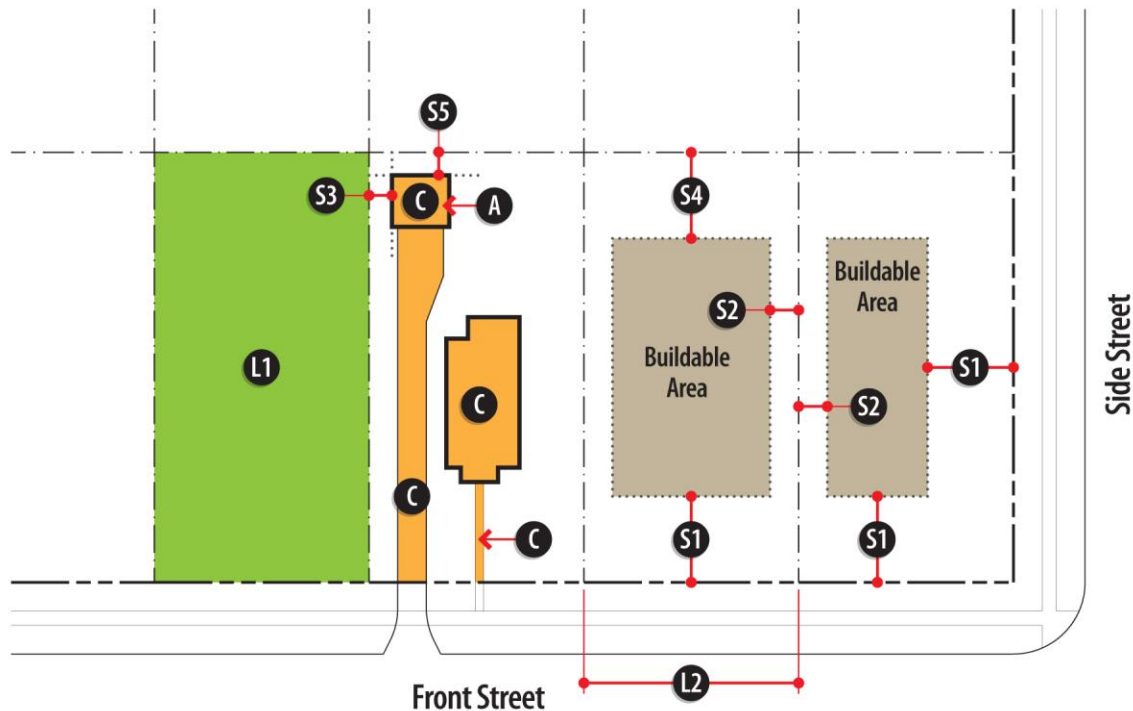 S5
S3
C
A
S4
Buildable
Area
S2
Buildable
Area
L1
S1
Side Street
C
S2
C
C
S1
S1
L2
Front Street